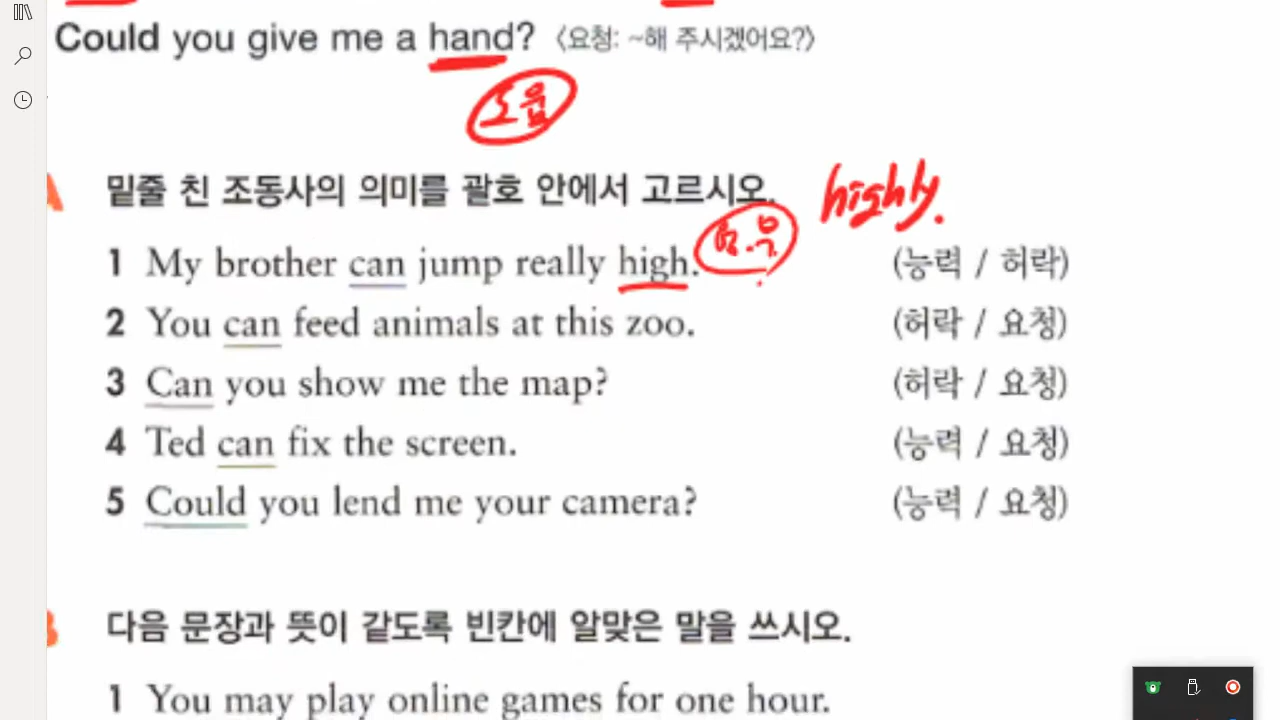 Could you give me a hand? 〈요청: ~해 주시겠어요?〉
도움
A 밑줄 친 조동사의 의미를 괄호 안에서 고르시오. highly.
1 My brother can jump really high. (능력 / 허락)
2 You can feed animals at this zoo. (허락 / 요청)
3 Can you show me the map? (허락 / 요청)
4 Ted can fix the screen. (능력 / 요청)
5 Could you lend me your camera? (능력 / 요청)
B 다음 문장과 뜻이 같도록 빈칸에 알맞은 말을 쓰시오.
1 You may play online games for one hour.